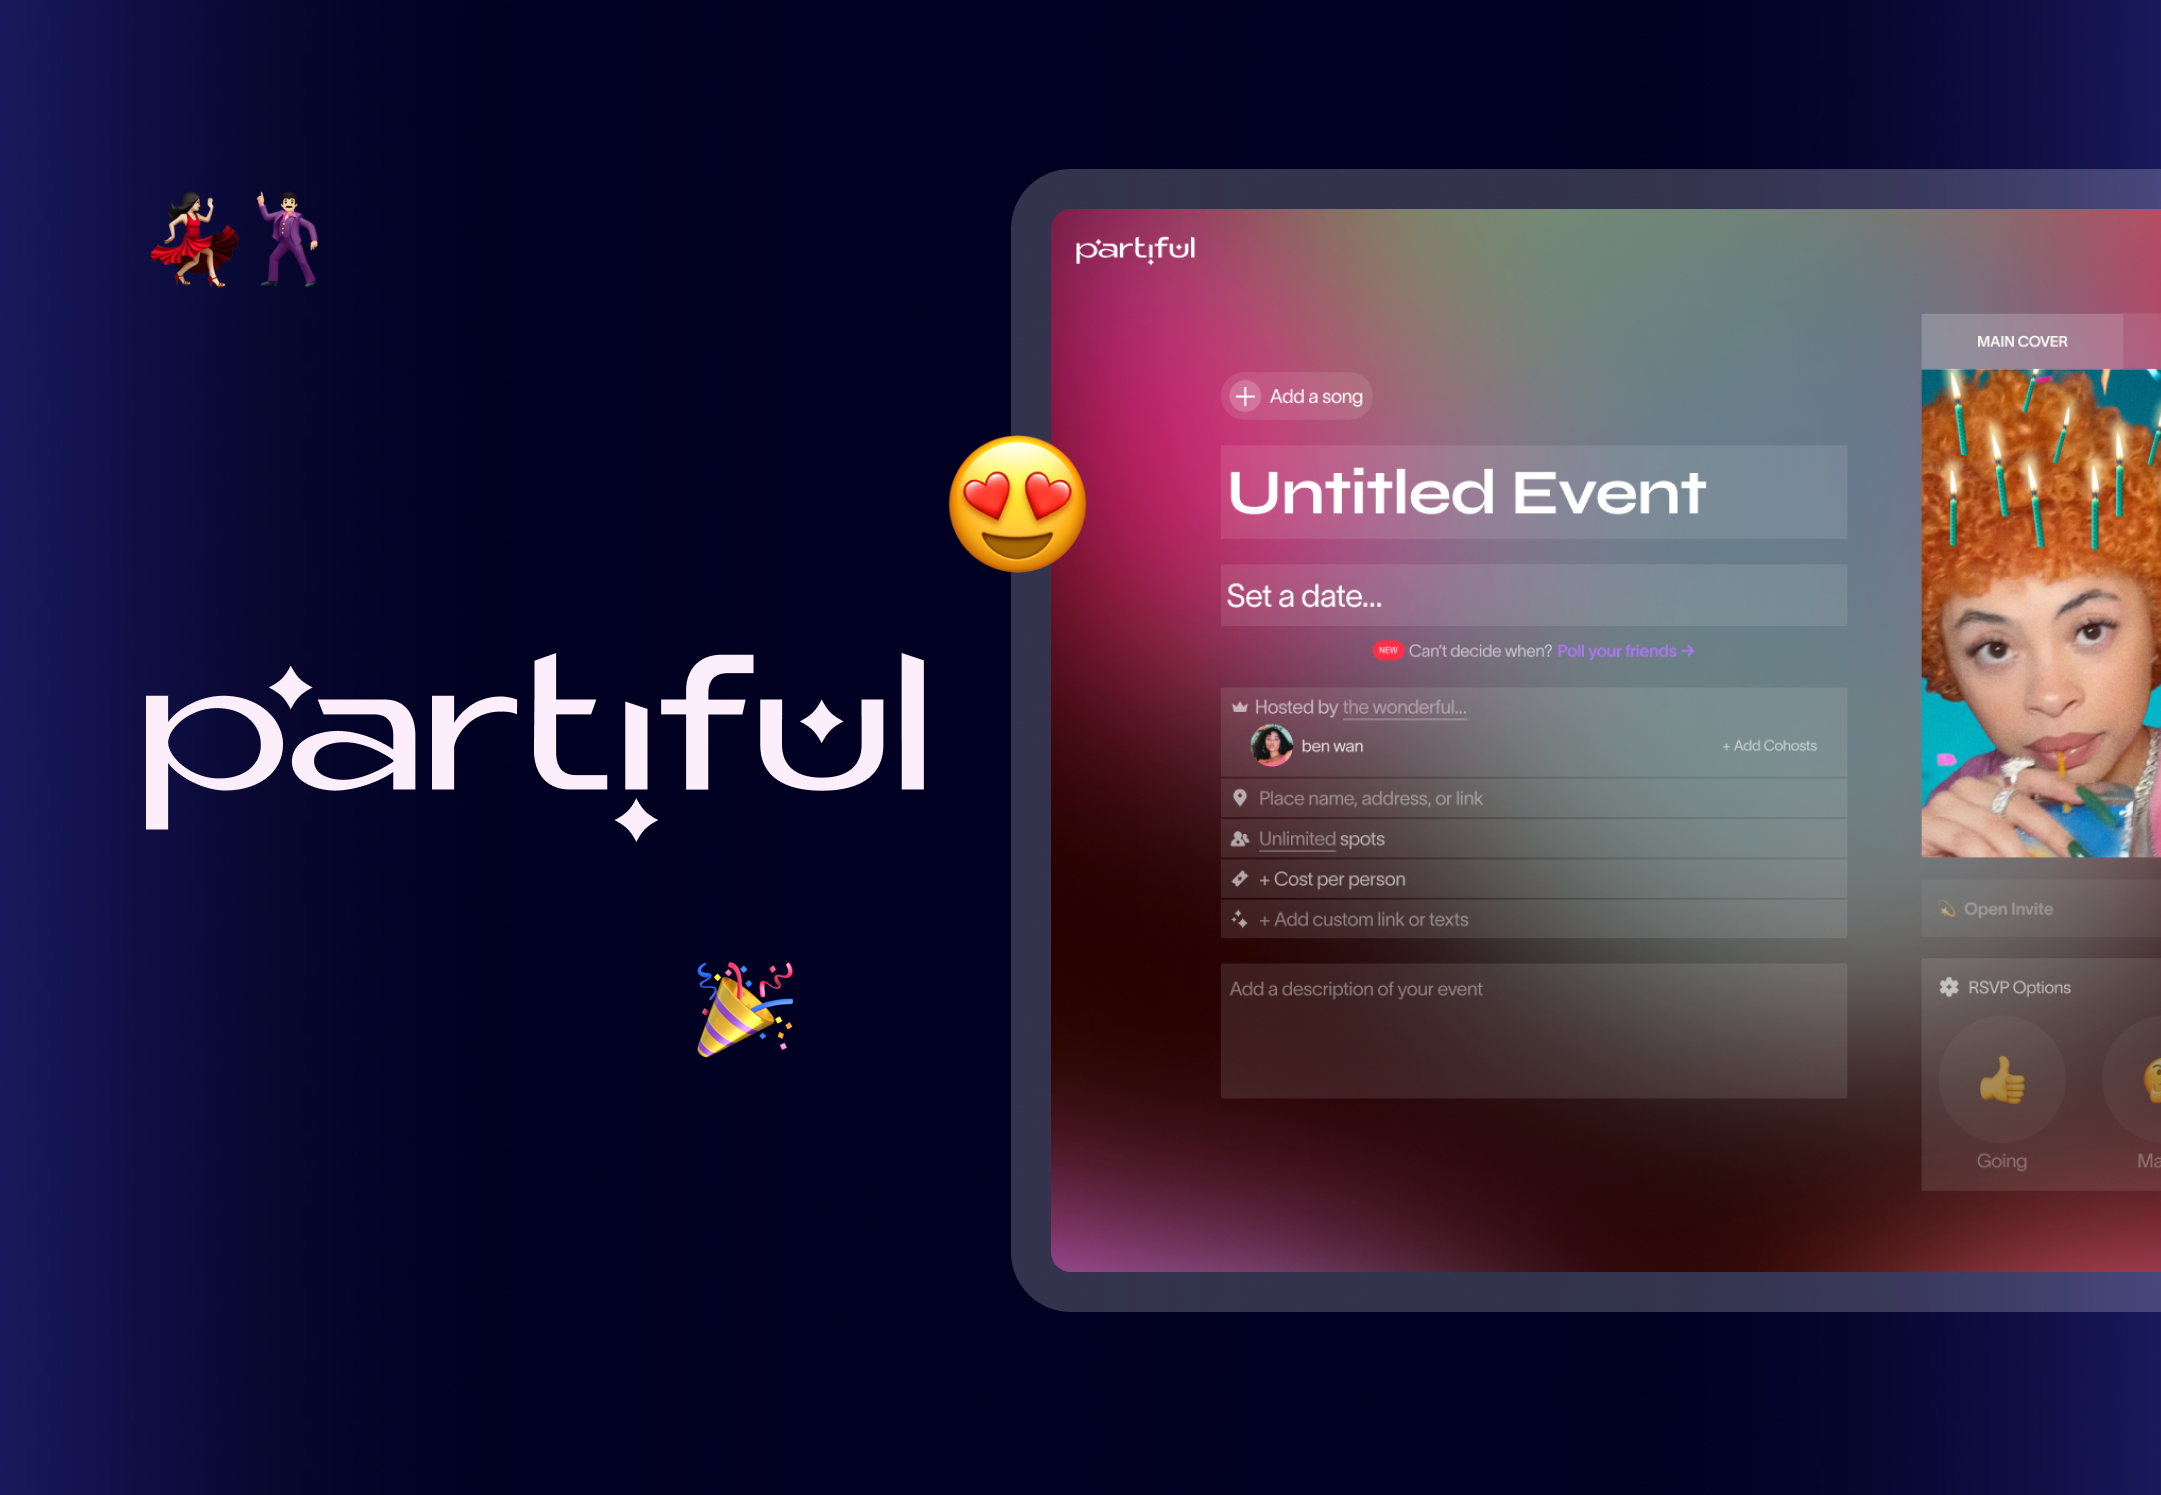 partiful
partiful
Add a song
Untitled Event
Set a date...
NEW Can't decide when? Poll your friends →
Hosted by the wonderful...
ben wan
+ Add Cohosts
Place name, address, or link
Unlimited spots
+ Cost per person
+ Add custom link or texts
Add a description of your event
MAIN COVER
Open Invite
RSVP Options
Going
Ma